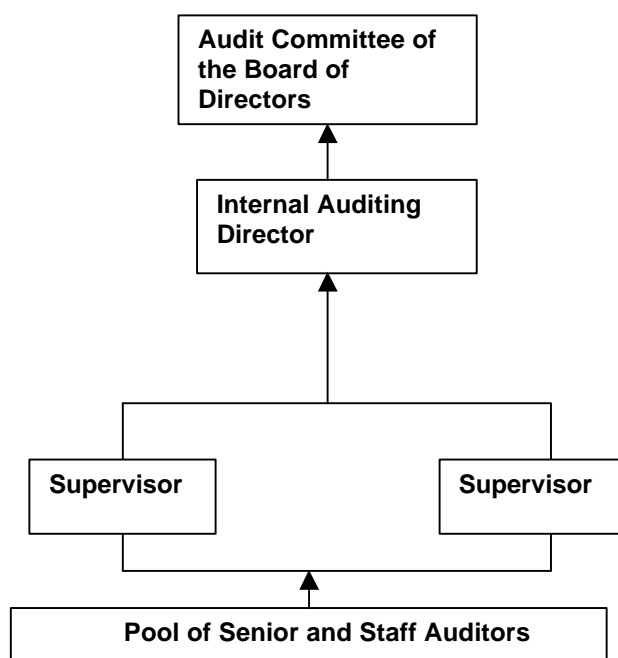 Audit Committee of
the Board of
Directors
Internal Auditing
Director
Supervisor
Supervisor
Pool of Senior and Staff Auditors